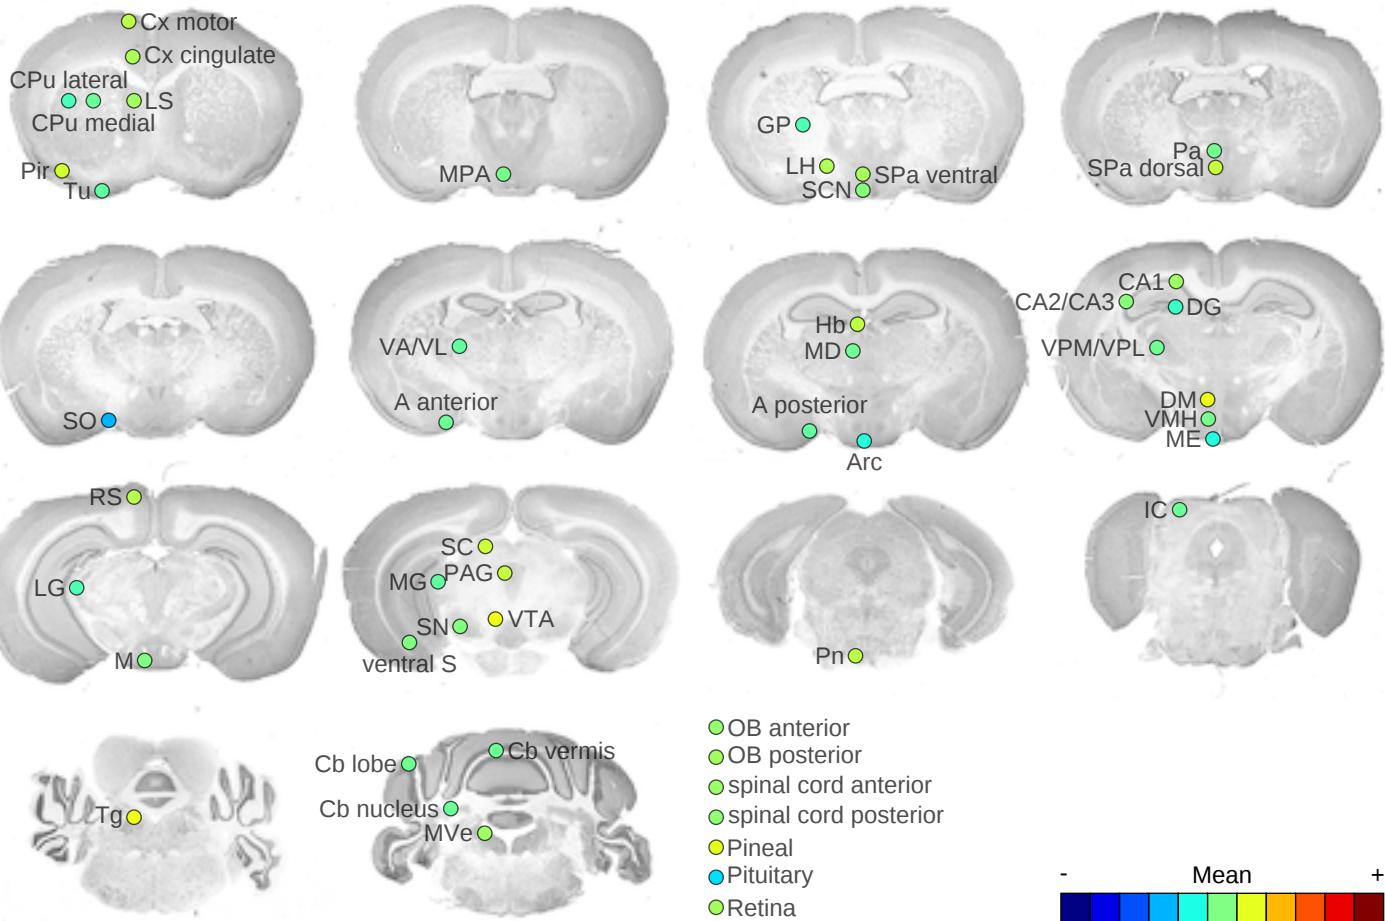 Cx motor
Cx cingulate
CPu lateral
LS
CPu medial
Pir
Tu
MPA
GP
LH
SPa ventral
SCN
Pa
SPa dorsal
SO
VA/VL
A anterior
Hb
MD
A posterior
Arc
CA1
CA2/CA3
DG
VPM/VPL
DM
VMH
ME
RS
LG
M
SC
PAG
MG
VTA
SN
ventral S
Pn
IC
Tg
Cb vermis
Cb lobe
Cb nucleus
MVe
OB anterior
OB posterior
spinal cord anterior
spinal cord posterior
Pineal
Pituitary
Retina
- Mean +